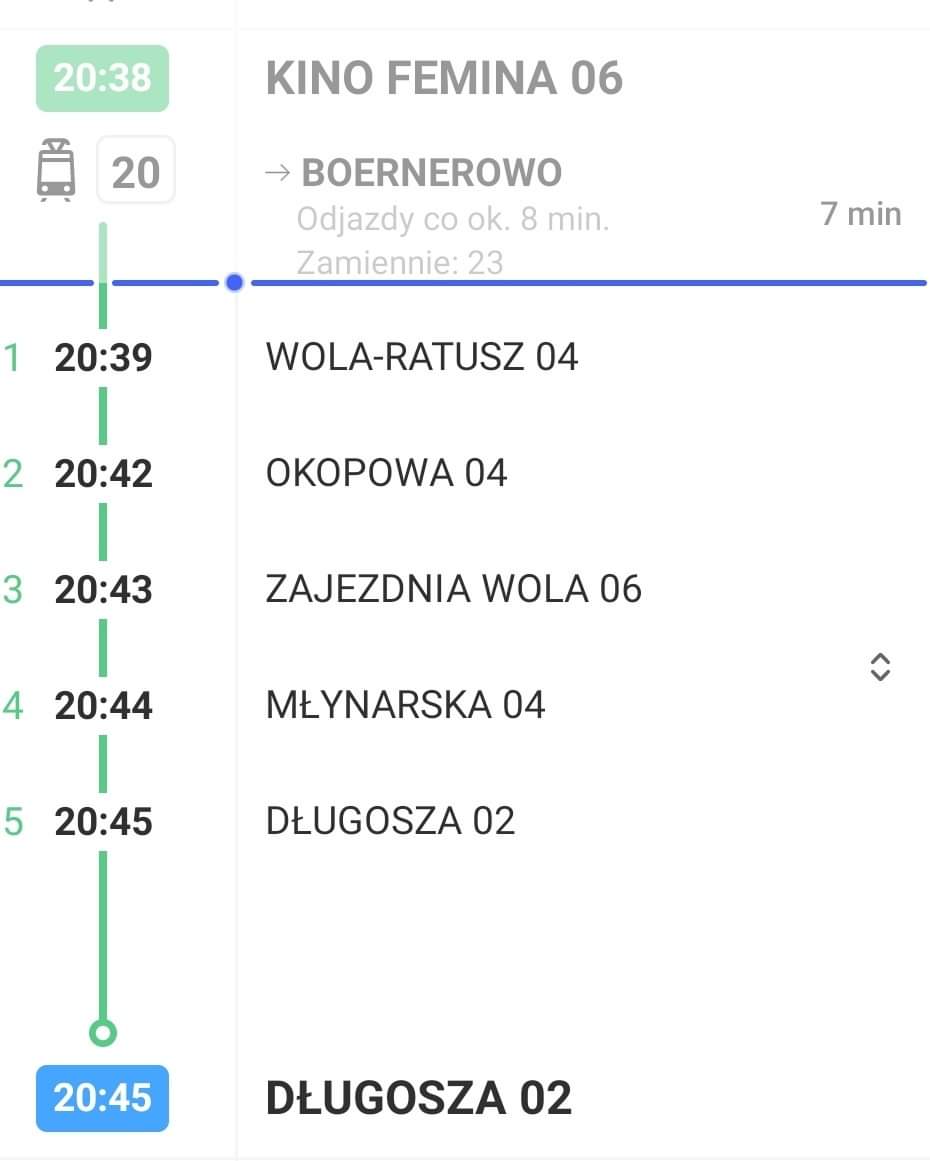 20:38 KINO FEMINA 06
20 → BOERNEROWO
Odjazdy co ok. 8 min.
7 min
Zamiennie: 23
1 20:39 WOLA-RATUSZ 04
2 20:42 OKOPOWA 04
3 20:43 ZAJEZDNIA WOLA 06
4 20:44 MŁYNARSKA 04
5 20:45 DŁUGOSZA 02
20:45 DŁUGOSZA 02